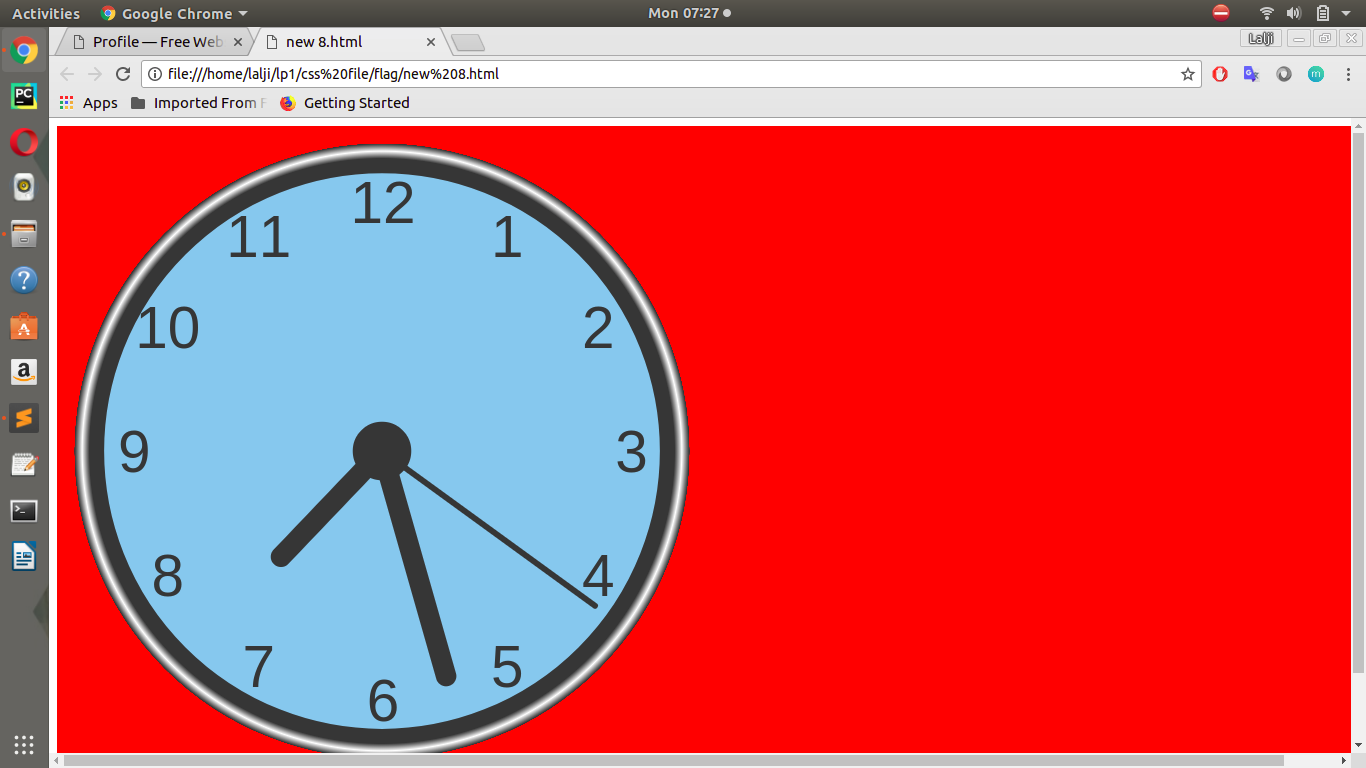 Activities Google Chrome Mon 07:27
Profile — Free Web new 8.html Lalji
file:///home/lalji/lp1/css%20file/flag/new%208.html
Apps Imported From F Getting Started
12
11 1
10 2
9 3
8 4
7 5
6